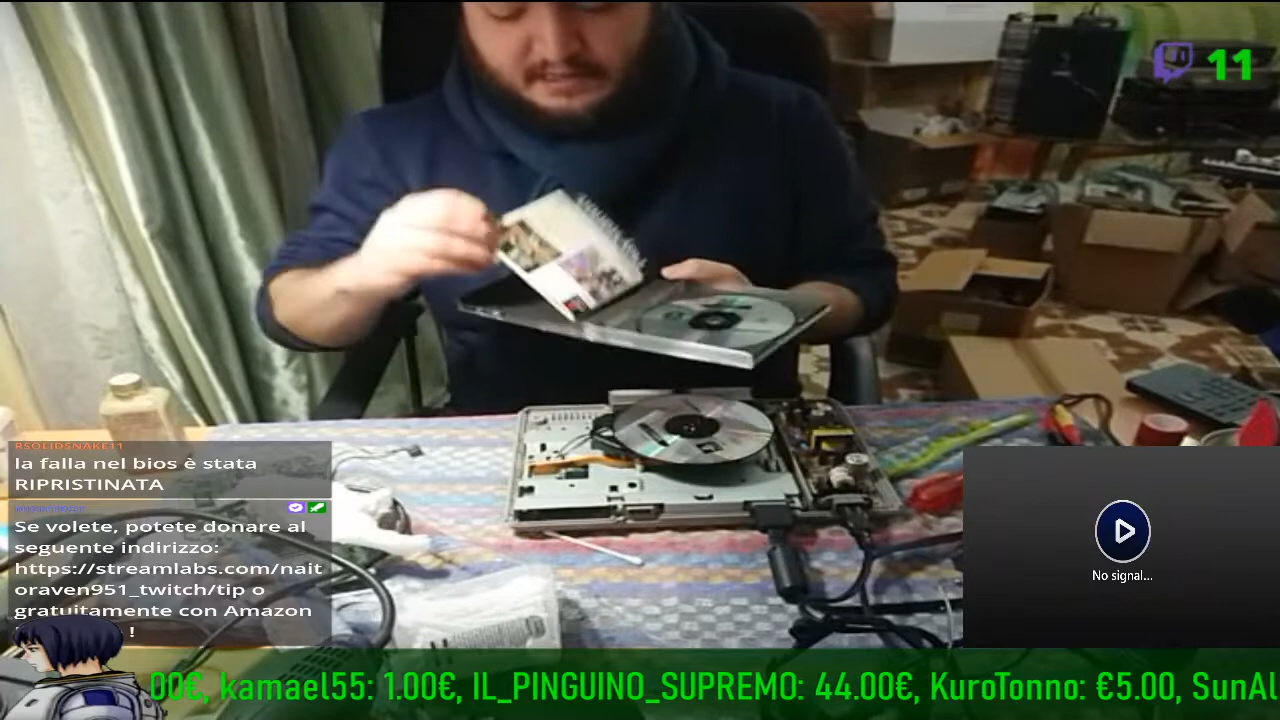 11
RSOLIDSNAKE11
la falla nel bios è stata
RIPRISTINATA
Se volete, potete donare al
seguente indirizzo:
https://streamlabs.com/nait
oraven951_twitch/tip o
gratuitamente con Amazon
!
No signal...
00€, kamael55: 1.00€, IL_PINGUINO_SUPREMO: 44.00€, KuroTonno: €5.00, SunAl